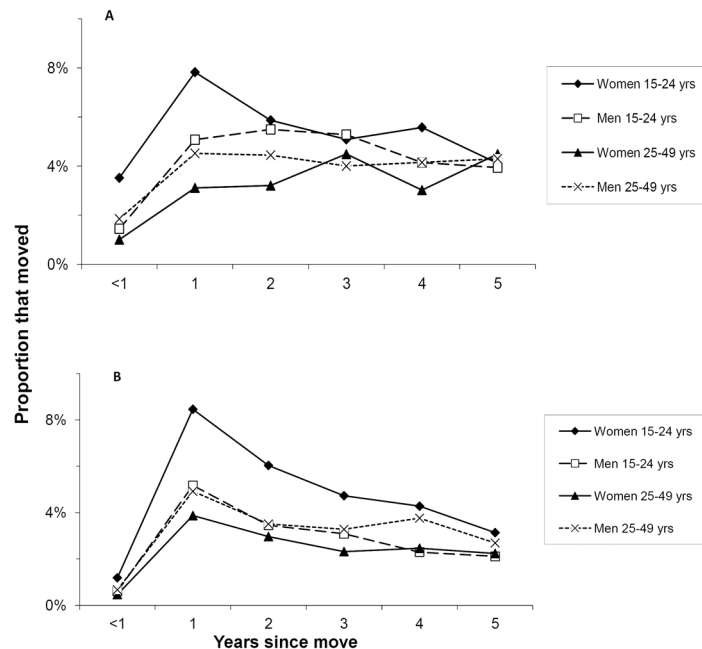 A
8%
4%
0%
<1 1 2 3 4 5
Women 15-24 yrs
Men 15-24 yrs
Women 25-49 yrs
Men 25-49 yrs
Proportion that moved
B
8%
4%
0%
<1 1 2 3 4 5
Years since move
Women 15-24 yrs
Men 15-24 yrs
Women 25-49 yrs
Men 25-49 yrs